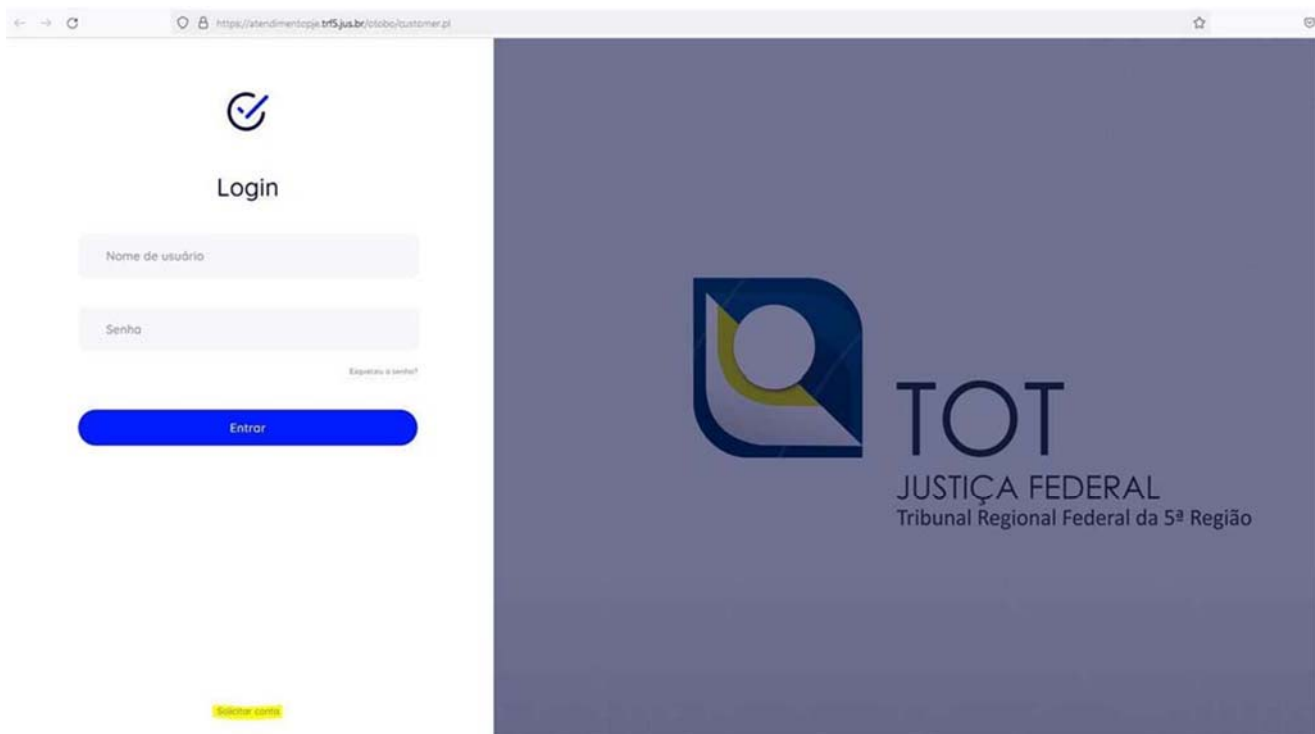 https://atendimentopje.trf5.jus.br/otobo/customer.pl
Login
Nome de usuário
Senha
Esqueceu a senha?
Entrar
Solicitar conta
TOT
JUSTIÇA FEDERAL
Tribunal Regional Federal da 5ª Região